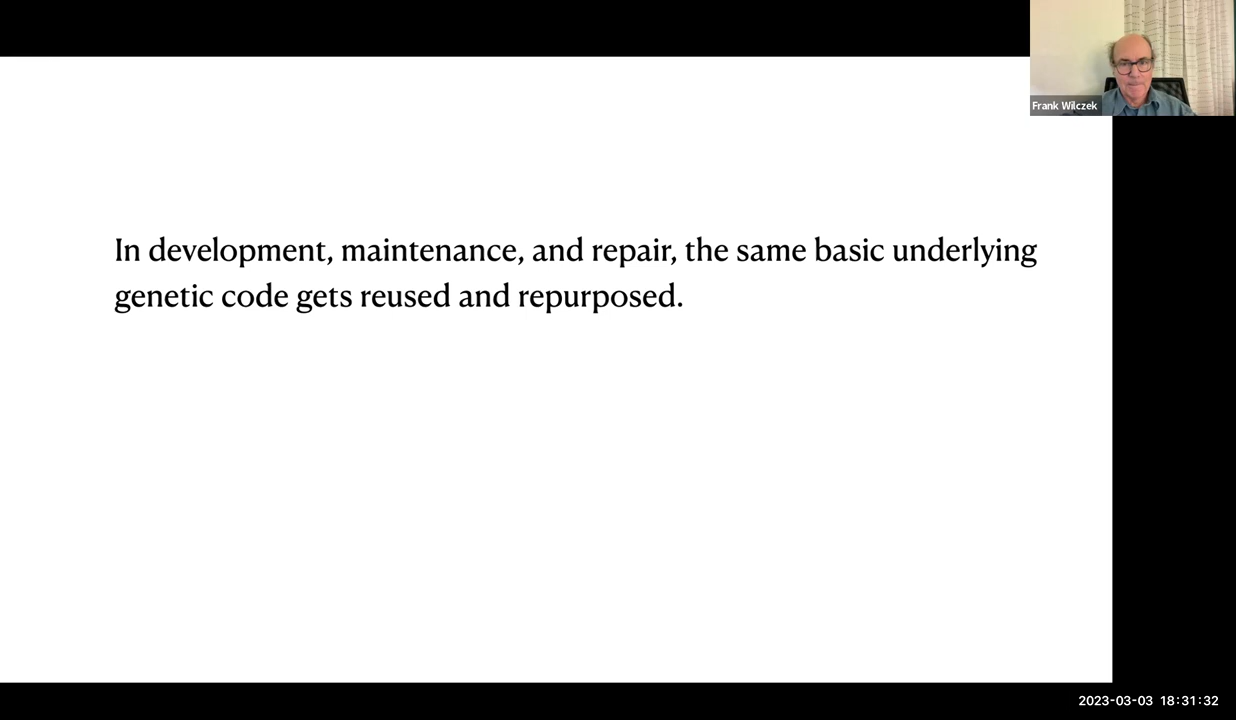 Frank Wilczek
In development, maintenance, and repair, the same basic underlying
genetic code gets reused and repurposed.
2023-03-03 18:31:32